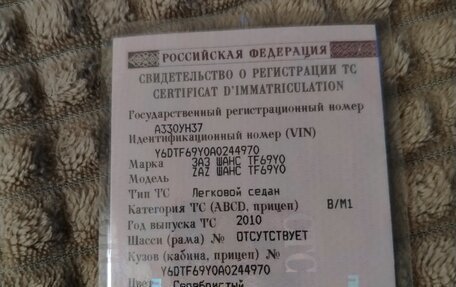 РОССИЙСКАЯ ФЕДЕРАЦИЯ
СВИДЕТЕЛЬСТВО О РЕГИСТРАЦИИ ТС
CERTIFICAT D'IMMATRICULATION
Государственный регистрационный номер
А330УН37
Идентификационный номер (VIN)
Y6DTF69Y0A0244970
Марка ЗАЗ ШАНС TF69Y0
Модель ZAZ ШАНС TF69Y0
Тип ТС Легковой седан
Категория ТС (ABCD, прицеп) B/M1
Год выпуска ТС 2010
Шасси (рама) № ОТСУТСТВУЕТ
Кузов (кабина, прицеп) №
Y6DTF69Y0A0244970
Цвет Серебристый